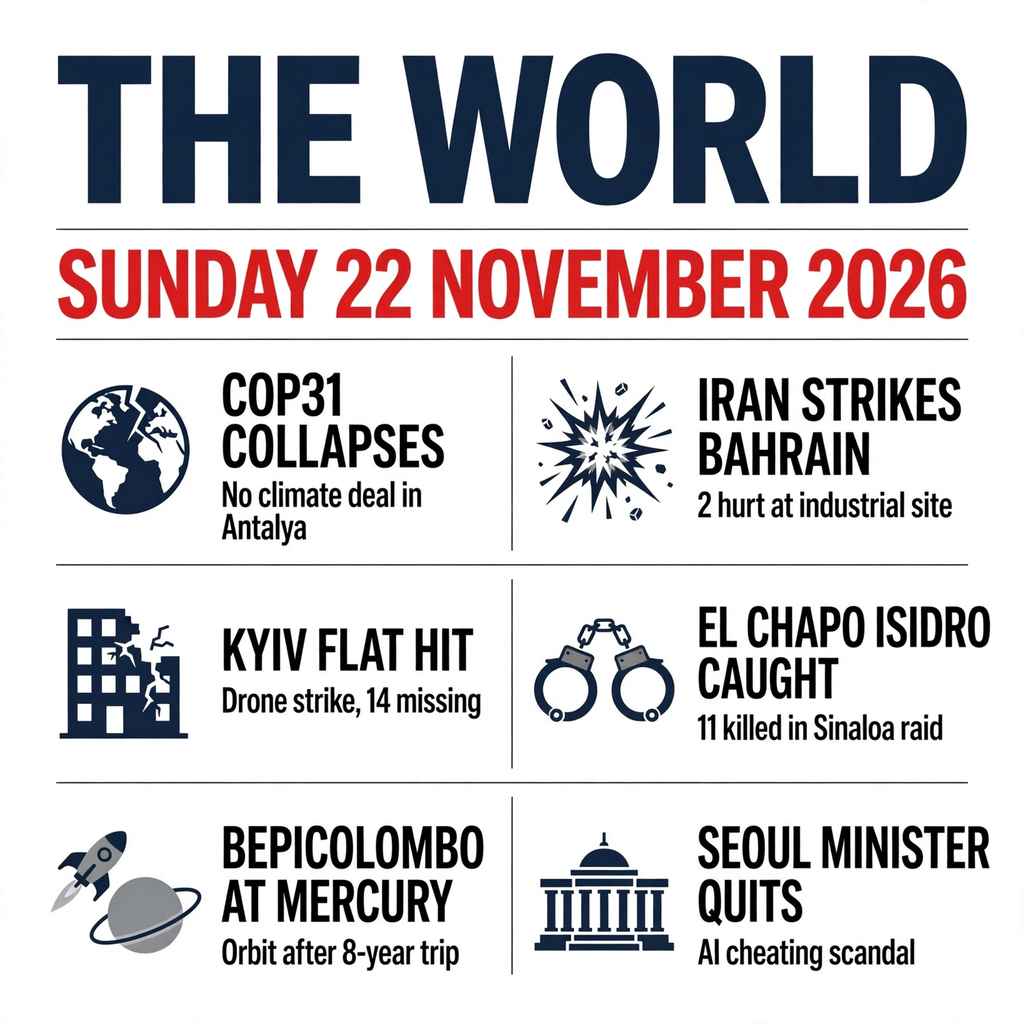 THE WORLD
SUNDAY 22 NOVEMBER 2026
COP31
COLLAPSES
No climate deal in
Antalya
IRAN STRIKES
BAHRAIN
2 hurt at industrial site
KYIV FLAT HIT
Drone strike, 14 missing
EL CHAPO ISIDRO
CAUGHT
11 killed in Sinaloa raid
BEPICOLOMBO
AT MERCURY
Orbit after 8-year trip
SEOUL MINISTER
QUITS
AI cheating scandal